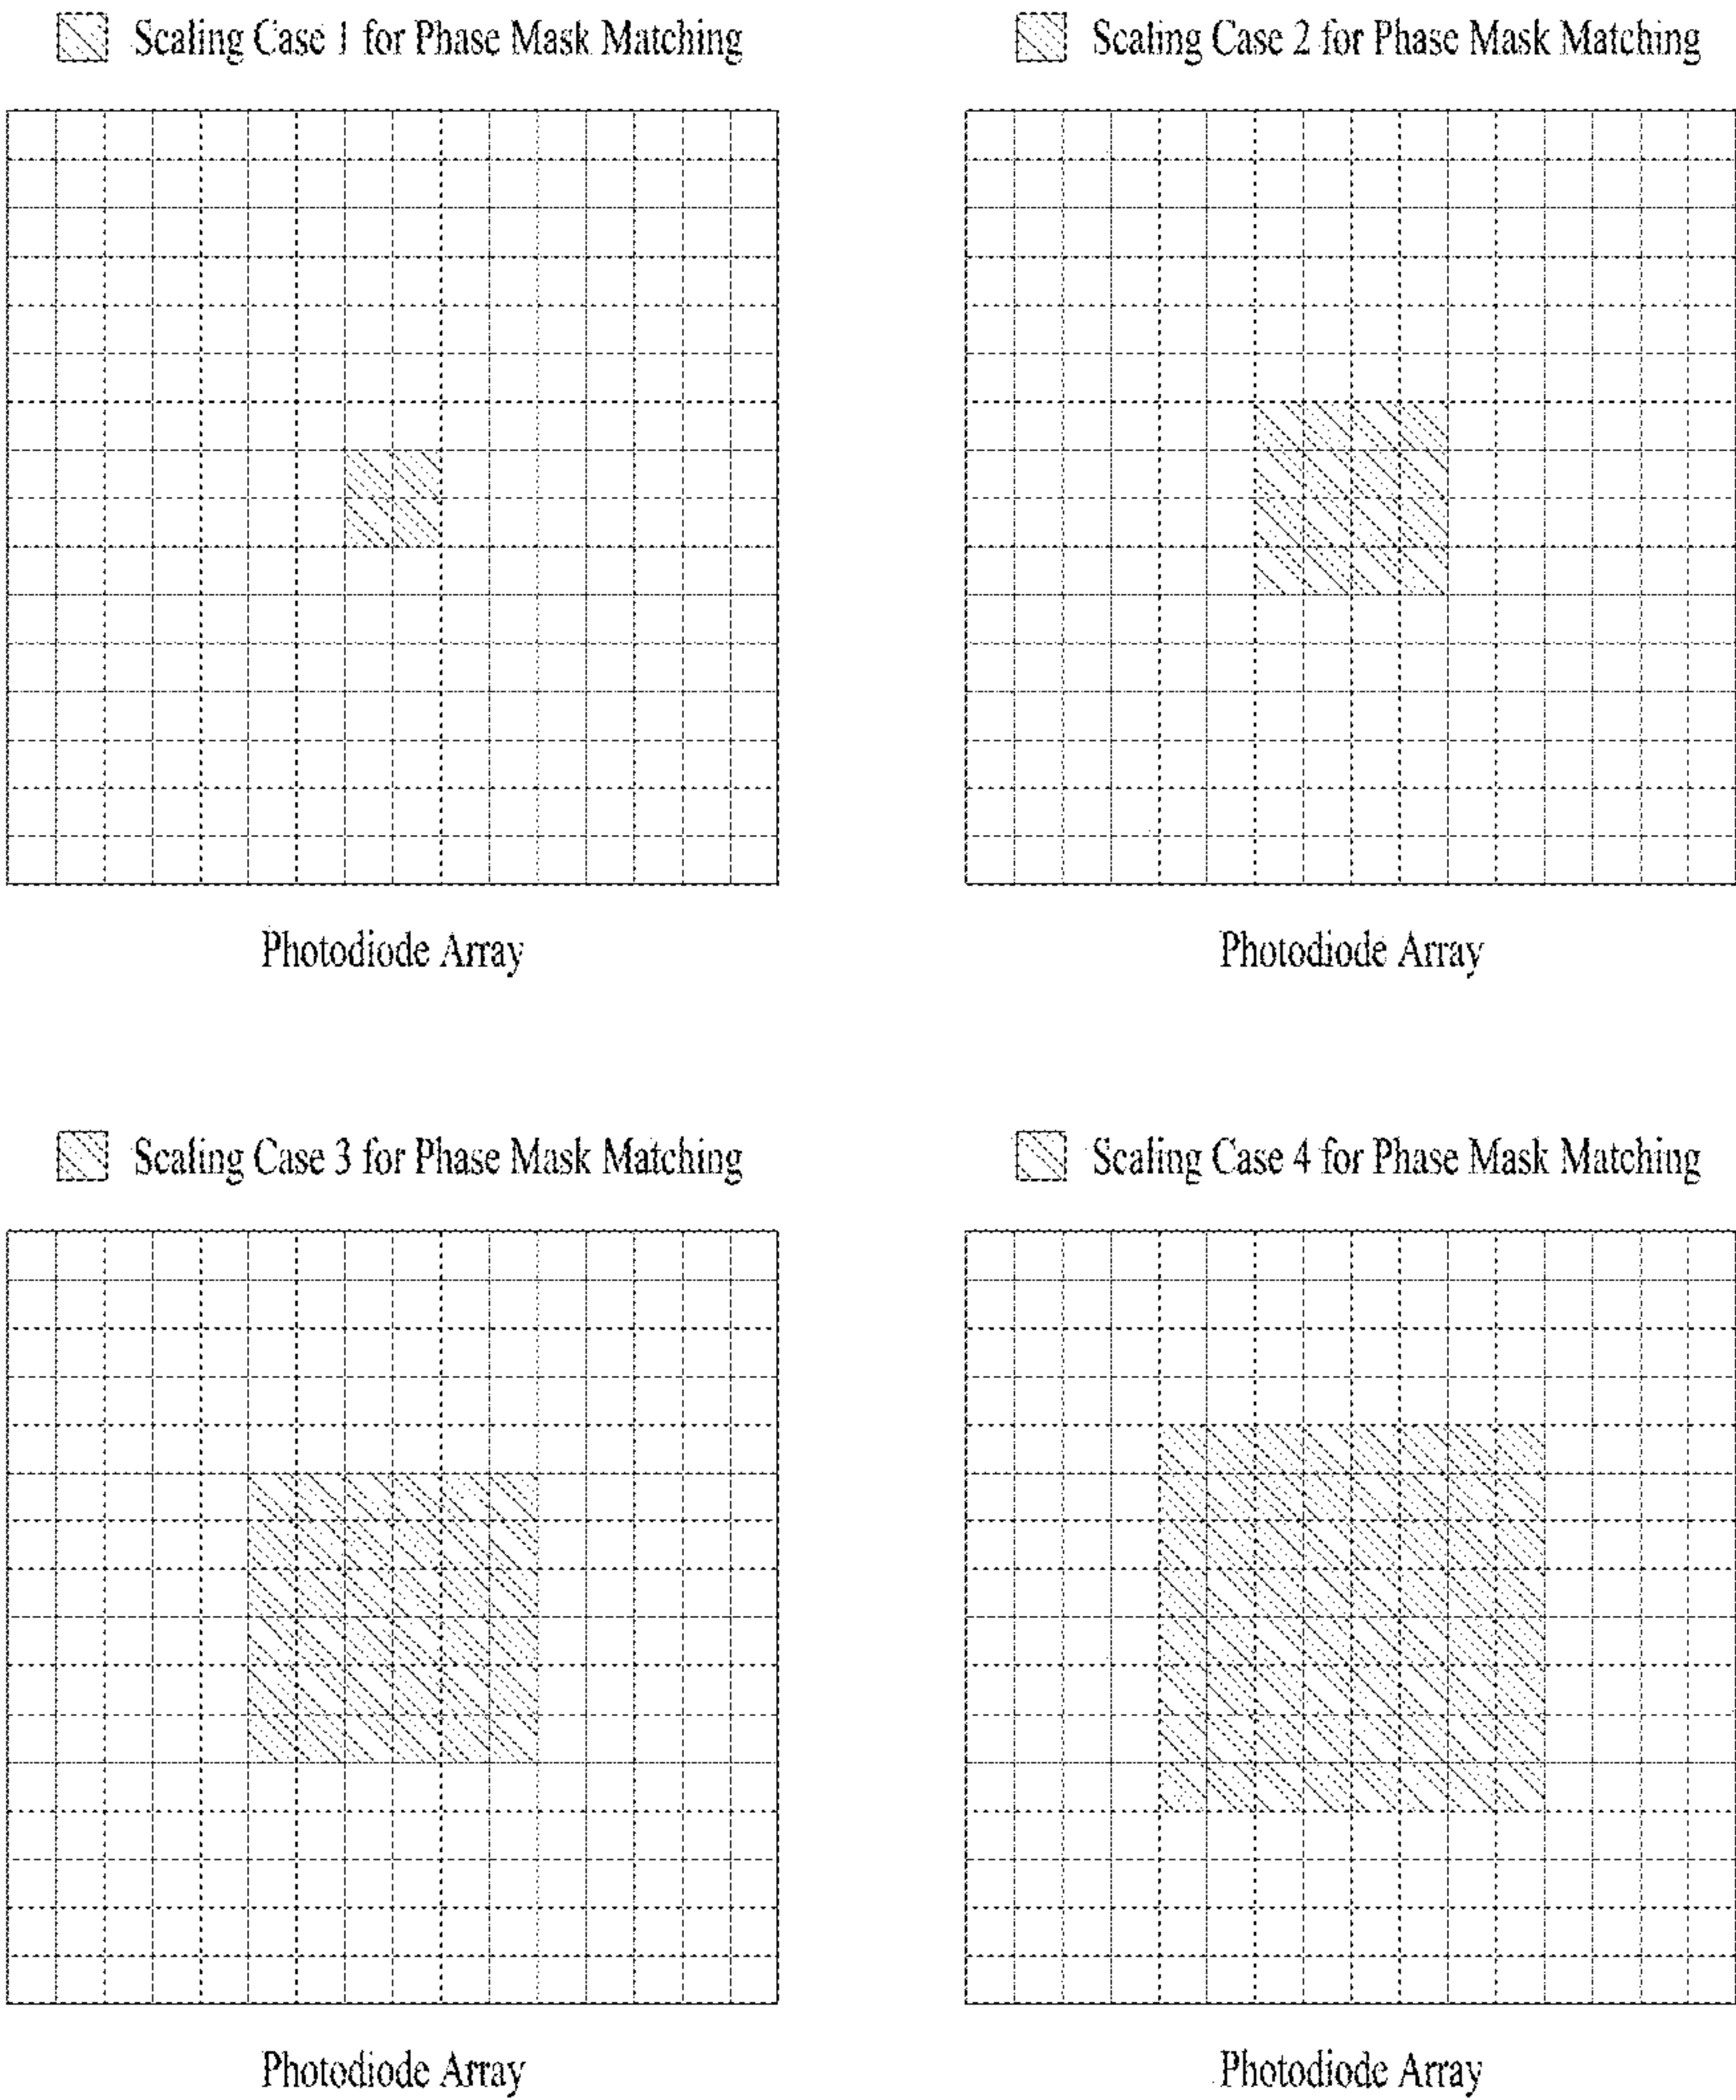 Scaling Case 1 for Phase Mask Matching
Scaling Case 2 for Phase Mask Matching
Photodiode Array
Photodiode Array
Scaling Case 3 for Phase Mask Matching
Scaling Case 4 for Phase Mask Matching
Photodiode Array
Photodiode Array